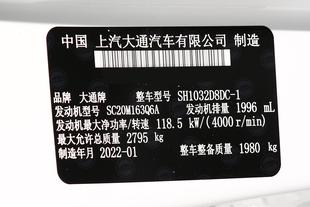 中国 上汽大通汽车有限公司 制造
品牌 大通牌 整车型号 SH1032D8DC-1
发动机型号 SC20M163Q6A 发动机排量 1996 mL
发动机最大净功率/转速 118.5 kW/(4000 r/min)
最大允许总质量 2795 kg
制造年月 2022-01 整车整备质量 1980 kg